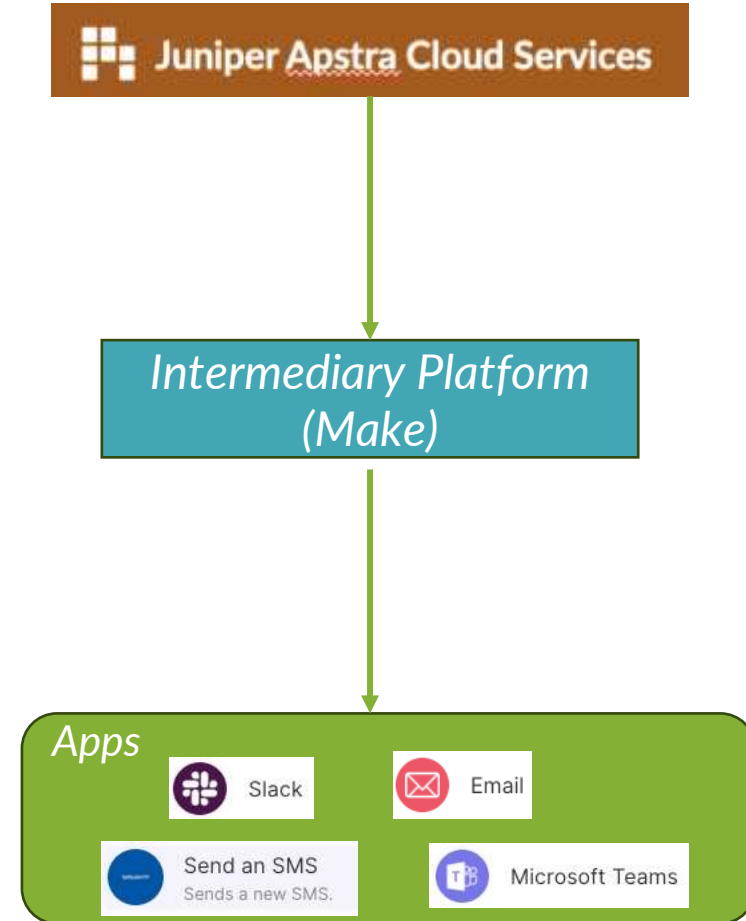 Juniper Apstra Cloud Services
Intermediary Platform
(Make)
Apps
Slack
Email
Send an SMS
Sends a new SMS.
Microsoft Teams